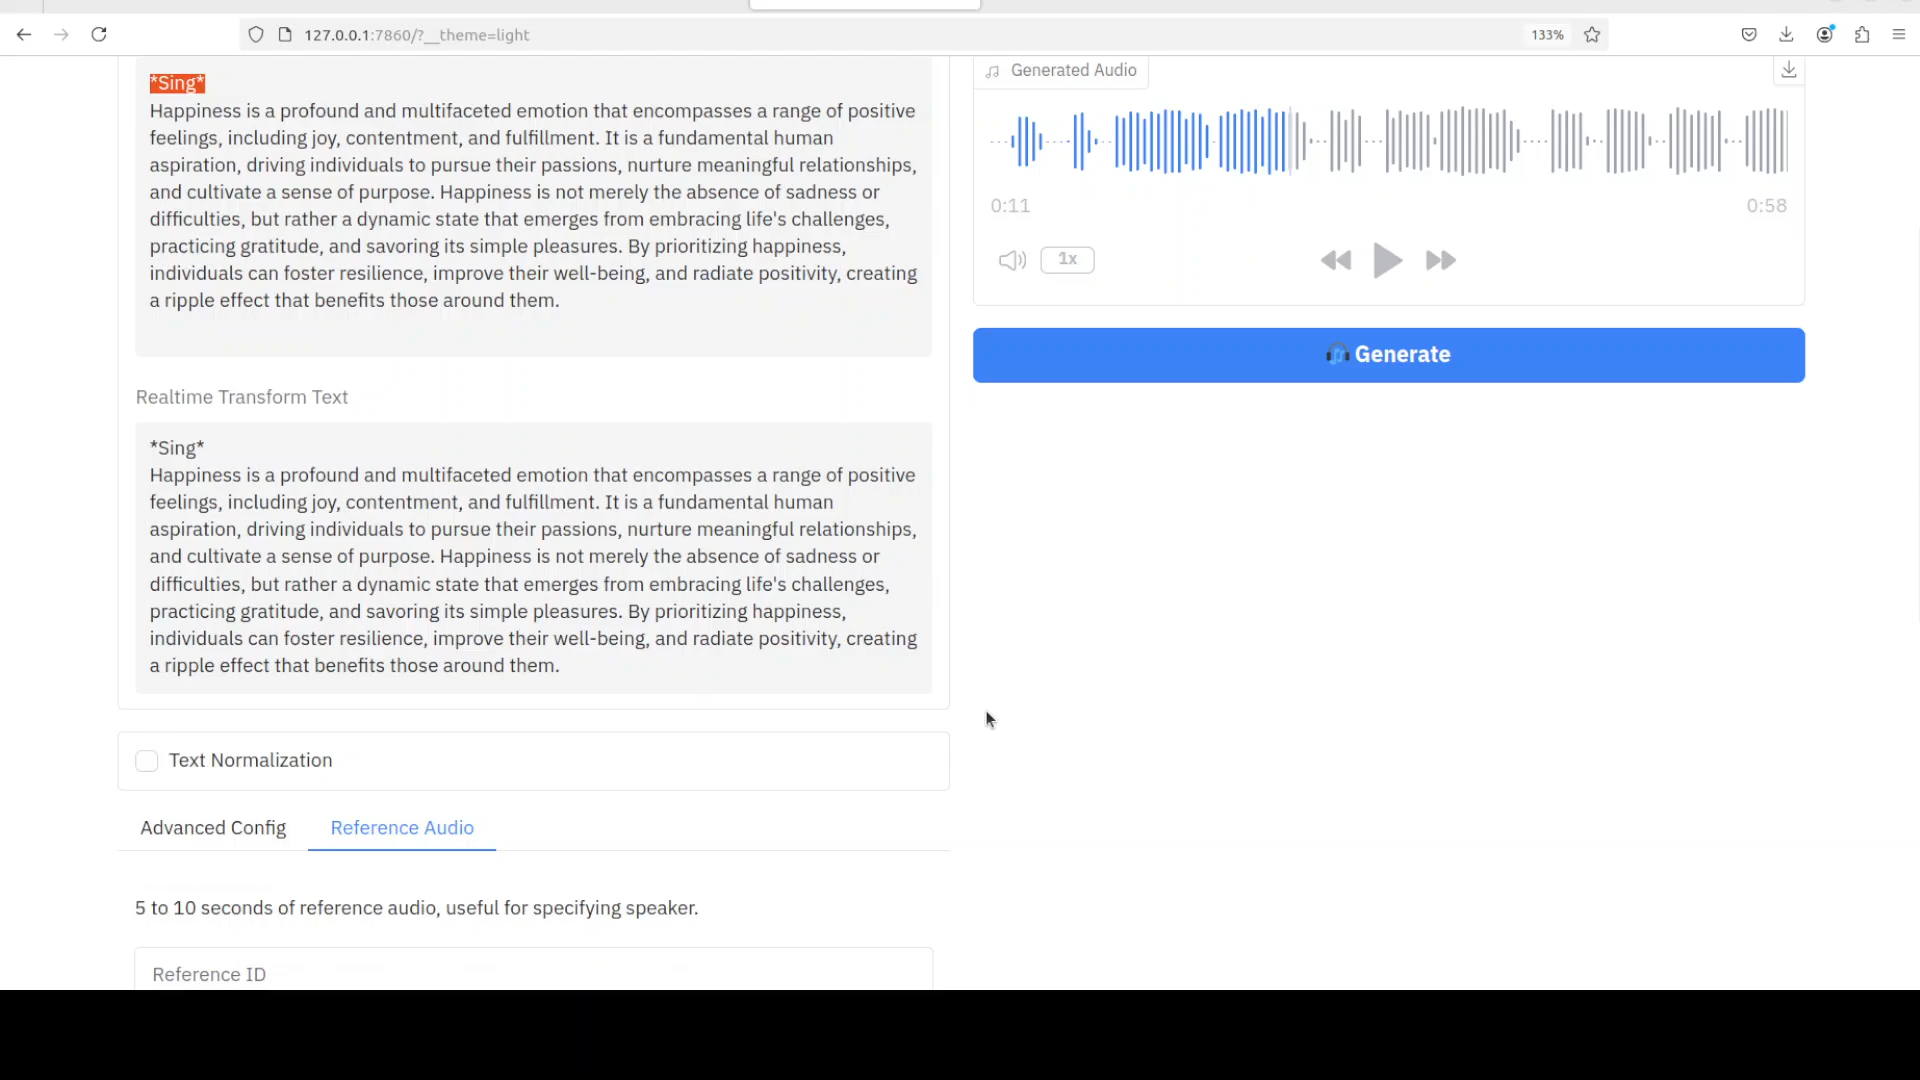 127.0.0.1:7860/?__theme=light
133%
*Sing*
Happiness is a profound and multifaceted emotion that encompasses a range of positive
feelings, including joy, contentment, and fulfillment. It is a fundamental human
aspiration, driving individuals to pursue their passions, nurture meaningful relationships,
and cultivate a sense of purpose. Happiness is not merely the absence of sadness or
difficulties, but rather a dynamic state that emerges from embracing life's challenges,
practicing gratitude, and savoring its simple pleasures. By prioritizing happiness,
individuals can foster resilience, improve their well-being, and radiate positivity, creating
a ripple effect that benefits those around them.
Realtime Transform Text
*Sing*
Happiness is a profound and multifaceted emotion that encompasses a range of positive
feelings, including joy, contentment, and fulfillment. It is a fundamental human
aspiration, driving individuals to pursue their passions, nurture meaningful relationships,
and cultivate a sense of purpose. Happiness is not merely the absence of sadness or
difficulties, but rather a dynamic state that emerges from embracing life's challenges,
practicing gratitude, and savoring its simple pleasures. By prioritizing happiness,
individuals can foster resilience, improve their well-being, and radiate positivity, creating
a ripple effect that benefits those around them.
Text Normalization
Advanced Config
Reference Audio
5 to 10 seconds of reference audio, useful for specifying speaker.
Reference ID
Generated Audio
0:11
0:58
1x
Generate